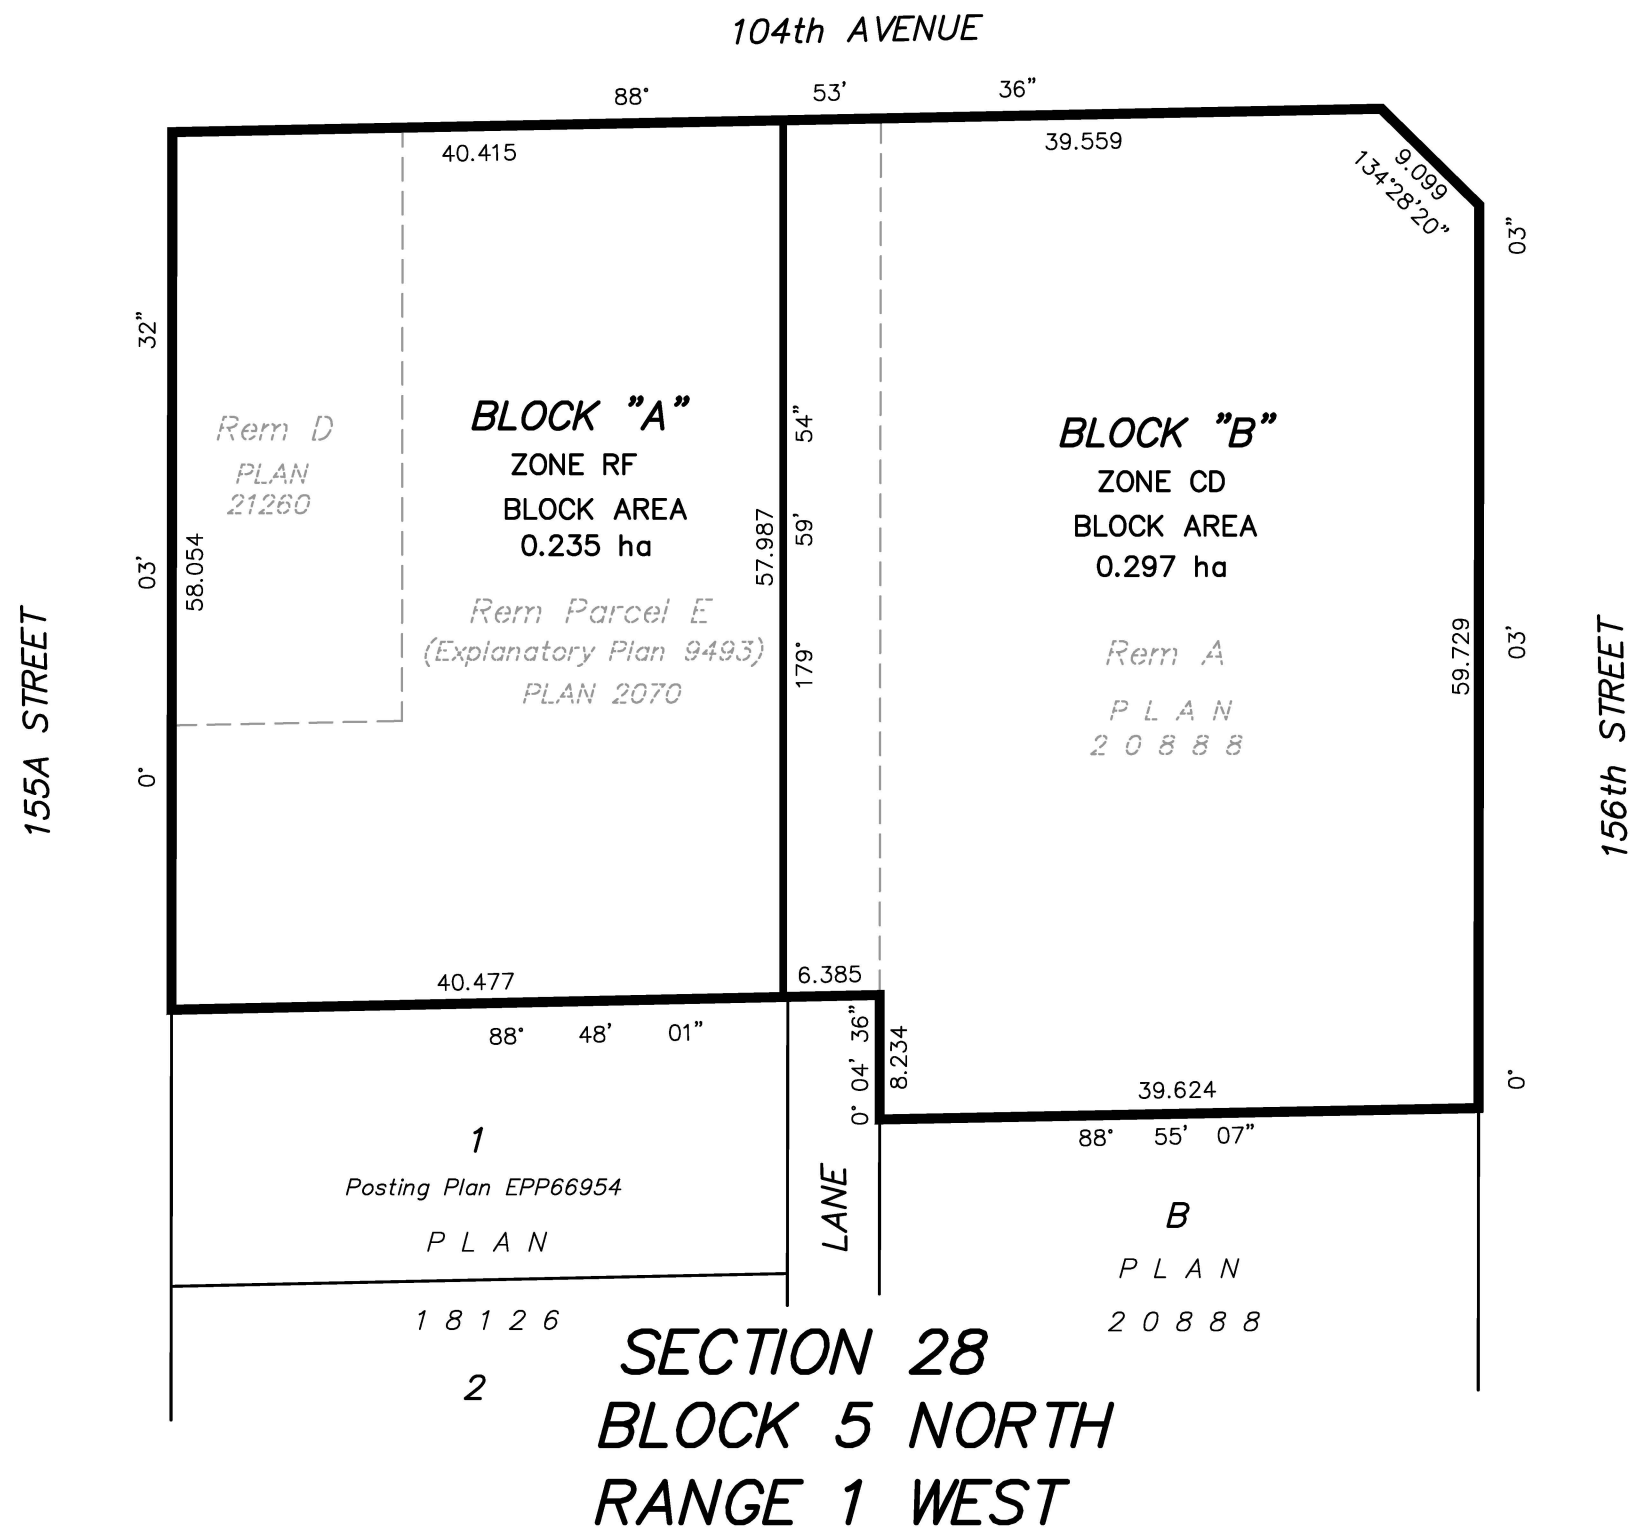 104th AVENUE
88° 53' 36"
40.415
39.559
9.099
134°28'20"
03"
32"
BLOCK "A"
ZONE RF
BLOCK AREA
0.235 ha
Rem D
PLAN
21260
54"
BLOCK "B"
ZONE CD
BLOCK AREA
0.297 ha
03'
58.054
57.987
59'
Rem Parcel E
(Explanatory Plan 9493)
PLAN 2070
179°
Rem A
PLAN
20888
59.729
03'
155A STREET
156th STREET
0°
40.477
6.385
88° 48' 01"
0° 04' 36"
8.234
39.624
0°
88° 55' 07"
1
Posting Plan EPP66954
PLAN
18126
2
LANE
B
PLAN
20888
SECTION 28
BLOCK 5 NORTH
RANGE 1 WEST